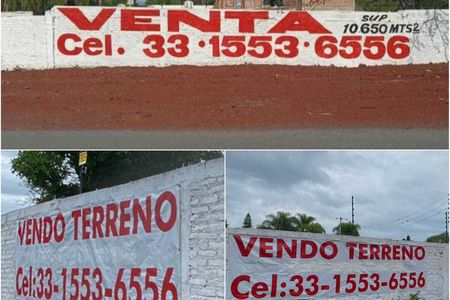 VENTA
SUP.
10 650 MTS2
Cel. 33·1553·6556
VENDO TERRENO
Cel:33-1553-6556
VENDO TERRENO
Cel:33-1553-6556